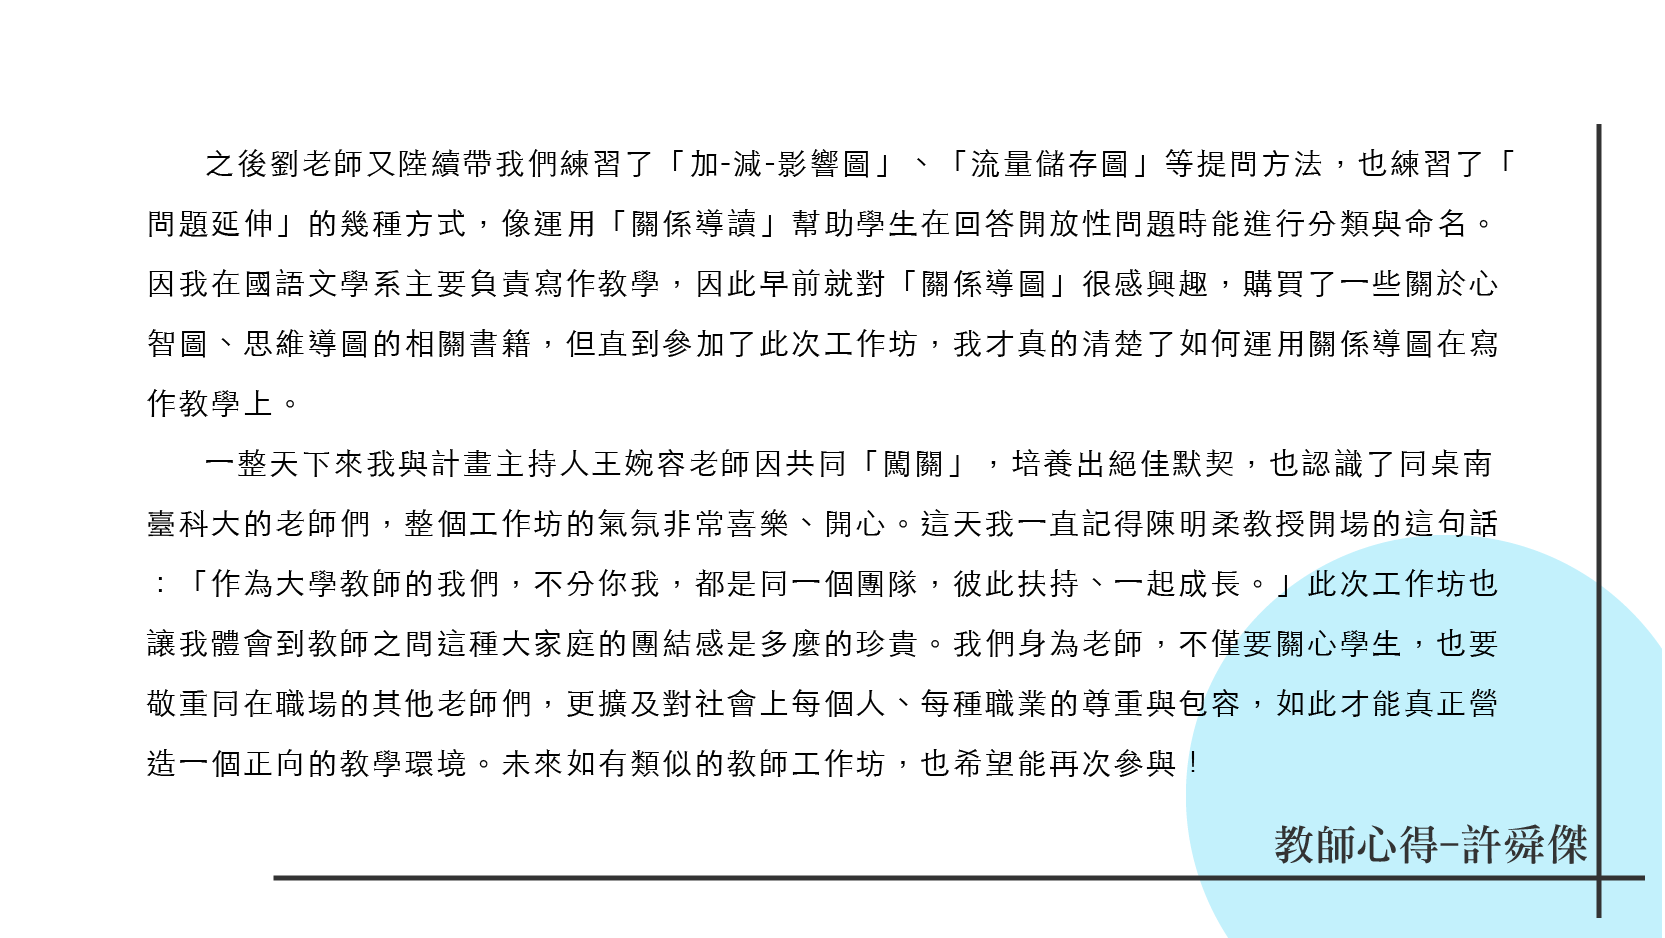 之後劉老師又陸續帶我們練習了「加-減-影響圖」、「流量儲存圖」等提問方法，也練習了「
問題延伸」的幾種方式，像運用「關係導讀」幫助學生在回答開放性問題時能進行分類與命名。
因我在國語文學系主要負責寫作教學，因此早前就對「關係導圖」很感興趣，購買了一些關於心
智圖、思維導圖的相關書籍，但直到參加了此次工作坊，我才真的清楚了如何運用關係導圖在寫
作教學上。
一整天下來我與計畫主持人王婉容老師因共同「闖關」，培養出絕佳默契，也認識了同桌南
臺科大的老師們，整個工作坊的氣氛非常喜樂、開心。這天我一直記得陳明柔教授開場的這句話
：「作為大學教師的我們，不分你我，都是同一個團隊，彼此扶持、一起成長。」此次工作坊也
讓我體會到教師之間這種大家庭的團結感是多麼的珍貴。我們身為老師，不僅要關心學生，也要
敬重同在職場的其他老師們，更擴及對社會上每個人、每種職業的尊重與包容，如此才能真正營
造一個正向的教學環境。未來如有類似的教師工作坊，也希望能再次參與！
教師心得-許舜傑